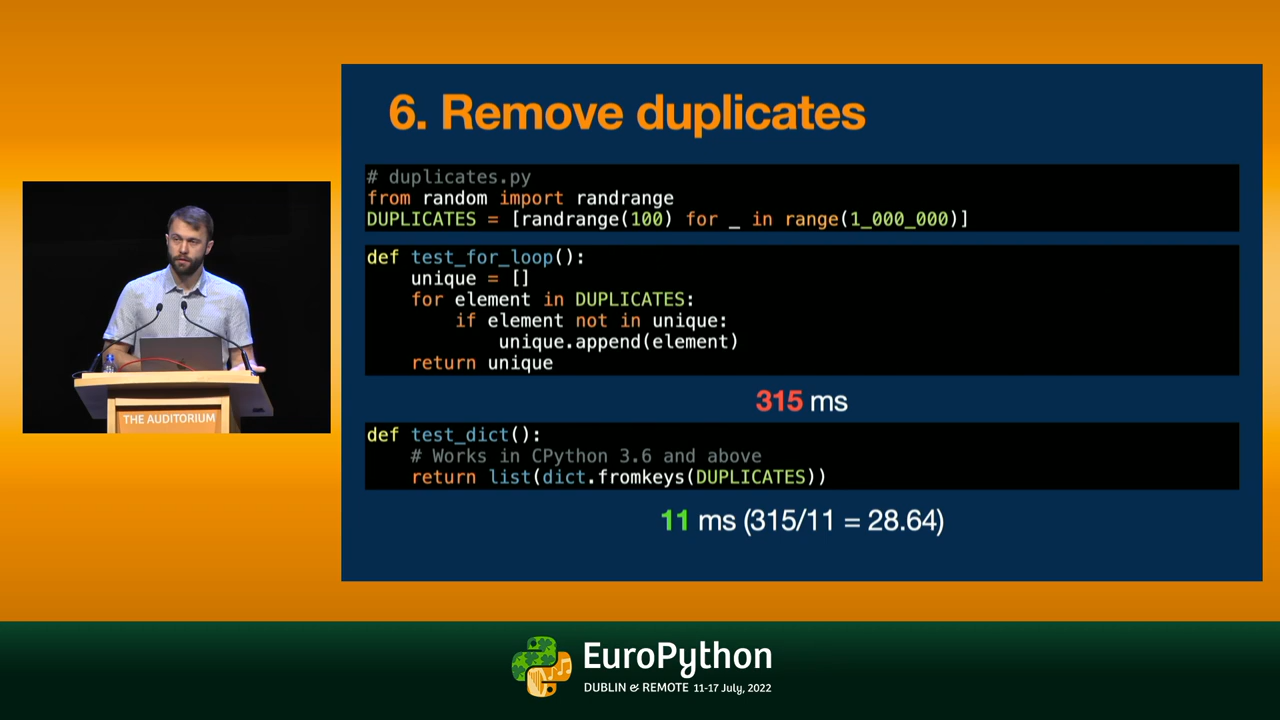 6. Remove duplicates
# duplicates.py
from random import randrange
DUPLICATES = [randrange(100) for _ in range(1_000_000)]
def test_for_loop():
    unique = []
    for element in DUPLICATES:
        if element not in unique:
            unique.append(element)
    return unique
315 ms
def test_dict():
    # Works in CPython 3.6 and above
    return list(dict.fromkeys(DUPLICATES))
11 ms (315/11 = 28.64)
THE AUDITORIUM
EuroPython
DUBLIN & REMOTE 11-17 July, 2022